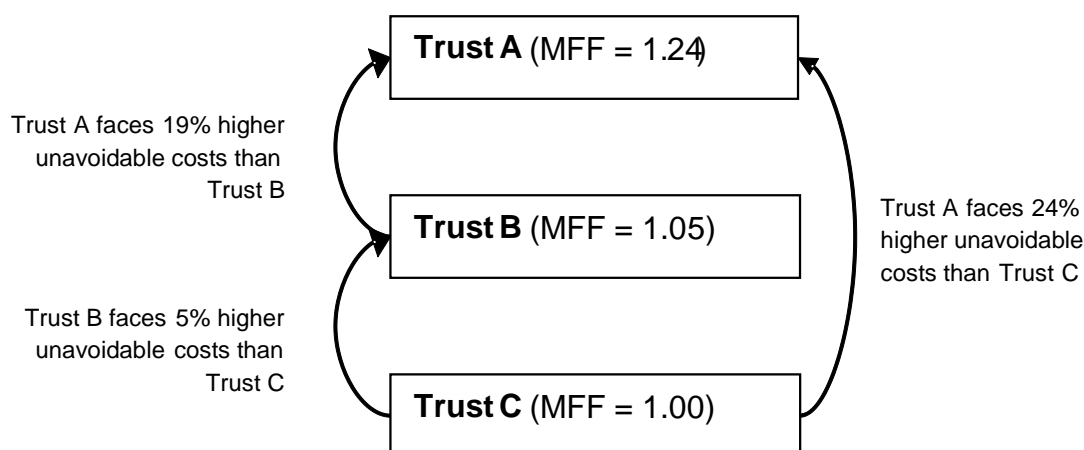 Trust A (MFF = 1.24)
Trust A faces 19% higher
unavoidable costs than
Trust B
Trust B (MFF = 1.05)
Trust A faces 24%
higher unavoidable
costs than Trust C
Trust B faces 5% higher
unavoidable costs than
Trust C
Trust C (MFF = 1.00)